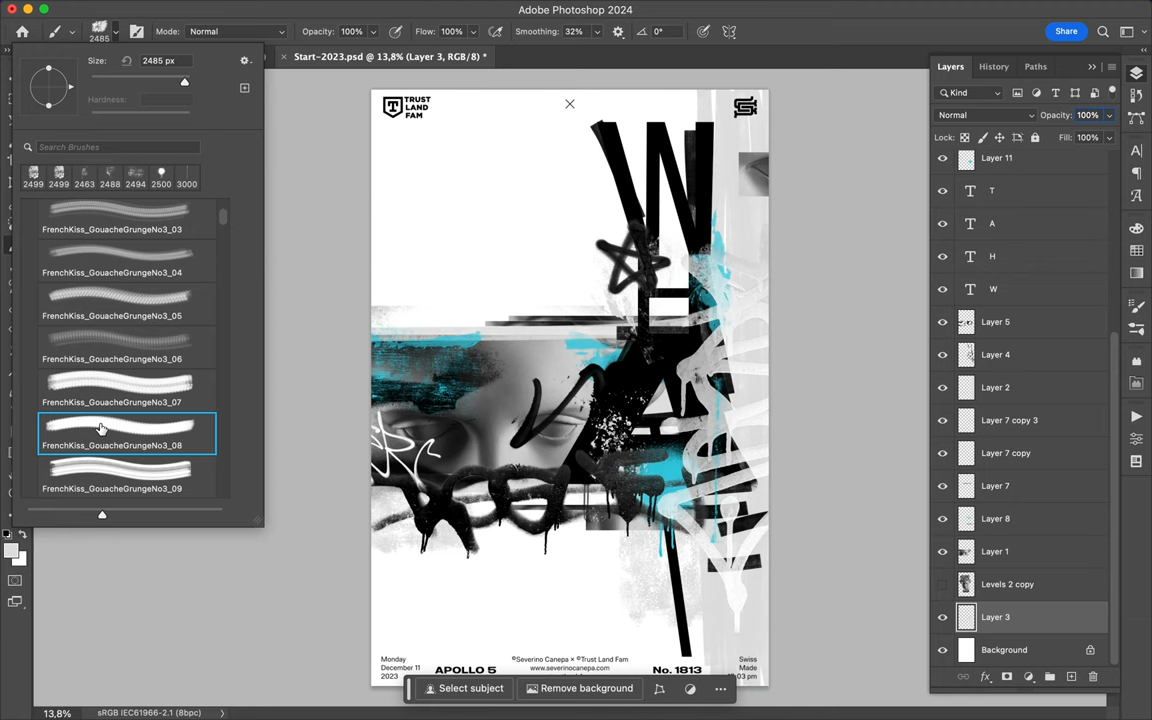 Adobe Photoshop 2024
2485
Mode: Normal
Opacity: 100%
Flow: 100%
Smoothing: 32%
0°
Share
Size: 2485 px
Hardness:
Search Brushes
2499 2499 2463 2488 2494 2500 3000
FrenchKiss_GouacheGrungeNo3_03
FrenchKiss_GouacheGrungeNo3_04
FrenchKiss_GouacheGrungeNo3_05
FrenchKiss_GouacheGrungeNo3_06
FrenchKiss_GouacheGrungeNo3_07
FrenchKiss_GouacheGrungeNo3_08
FrenchKiss_GouacheGrungeNo3_09
Start-2023.psd @ 13,8% (Layer 3, RGB/8) *
TRUST
LAND
FAM
Monday
December 11
2023
APOLLO 5
©Severino Canepa × ©Trust Land Fam
www.severinocanepa.com
No. 1813
Swiss
Made
03 pm
Select subject
Remove background
Layers
History
Paths
Kind
Normal
Opacity: 100%
Lock:
Fill: 100%
Layer 11
T
A
H
W
Layer 5
Layer 4
Layer 2
Layer 7 copy 3
Layer 7 copy
Layer 7
Layer 8
Layer 1
Levels 2 copy
Layer 3
Background
13,8%
sRGB IEC61966-2.1 (8bpc)